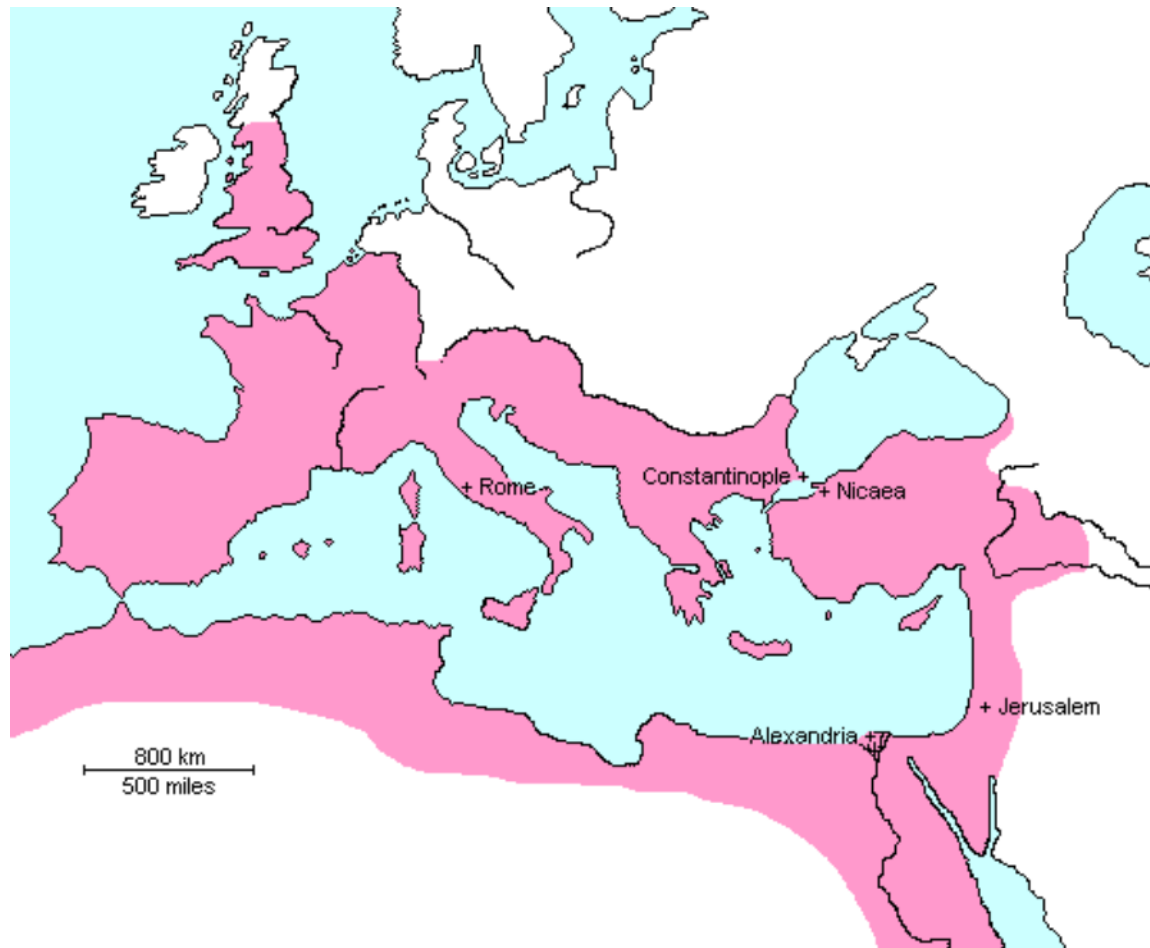 Constantinople
Nicaea
Rome
Jerusalem
Alexandria
800 km
500 miles